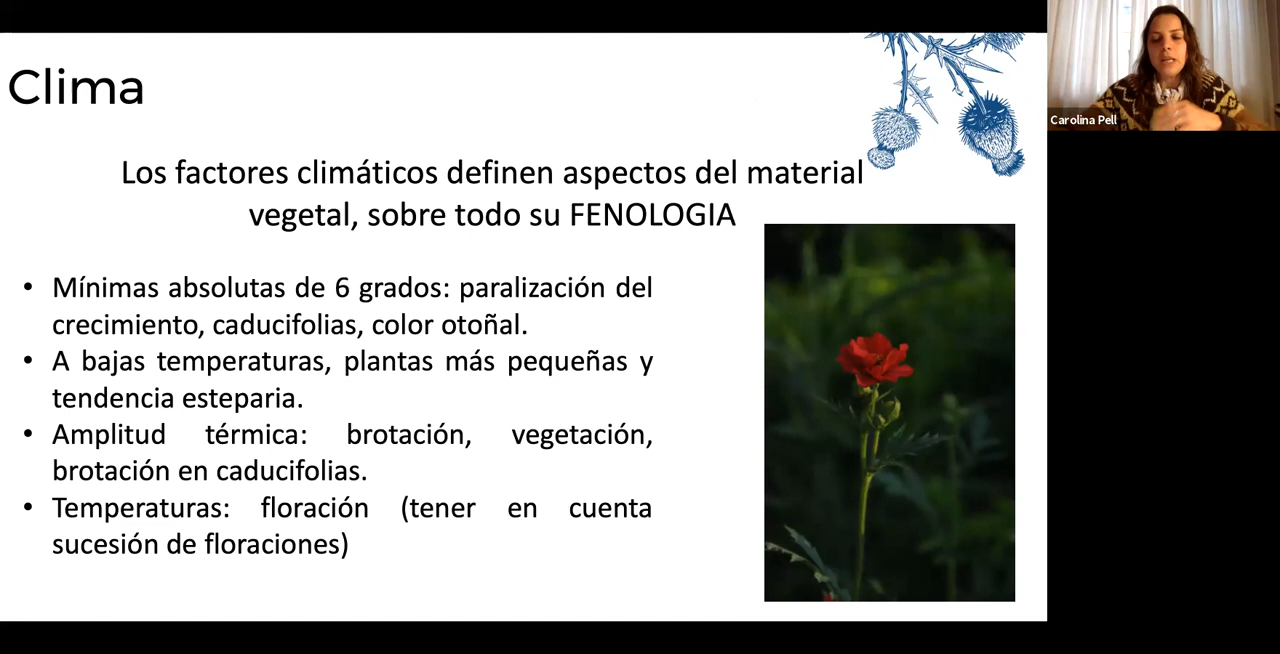 Clima
Los factores climáticos definen aspectos del material
vegetal, sobre todo su FENOLOGIA
• Mínimas absolutas de 6 grados: paralización del
crecimiento, caducifolias, color otoñal.
• A bajas temperaturas, plantas más pequeñas y
tendencia esteparia.
• Amplitud térmica: brotación, vegetación,
brotación en caducifolias.
• Temperaturas: floración (tener en cuenta
sucesión de floraciones)
Carolina Pell